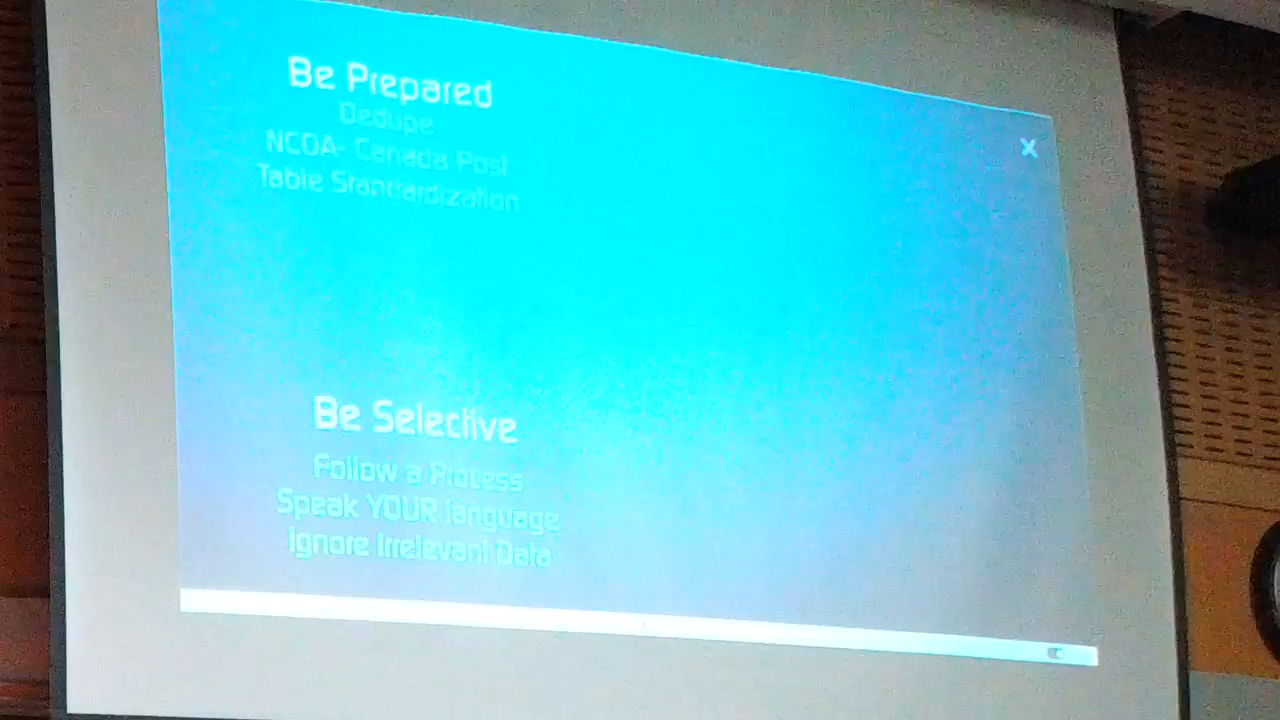 Be Prepared
Dedupe
NCOA- Canada Post
Table Standardization
Be Selective
Follow a Process
Speak YOUR language
Ignore Irrelevant Data